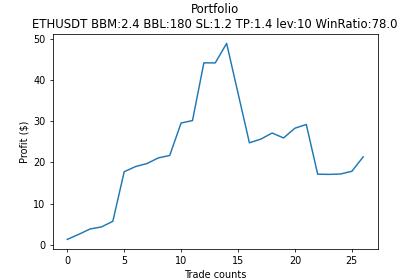 Portfolio
ETHUSDT BBM:2.4 BBL:180 SL:1.2 TP:1.4 lev:10 WinRatio:78.0
Profit ($)
50
40
30
20
10
0
0 5 10 15 20 25
Trade counts